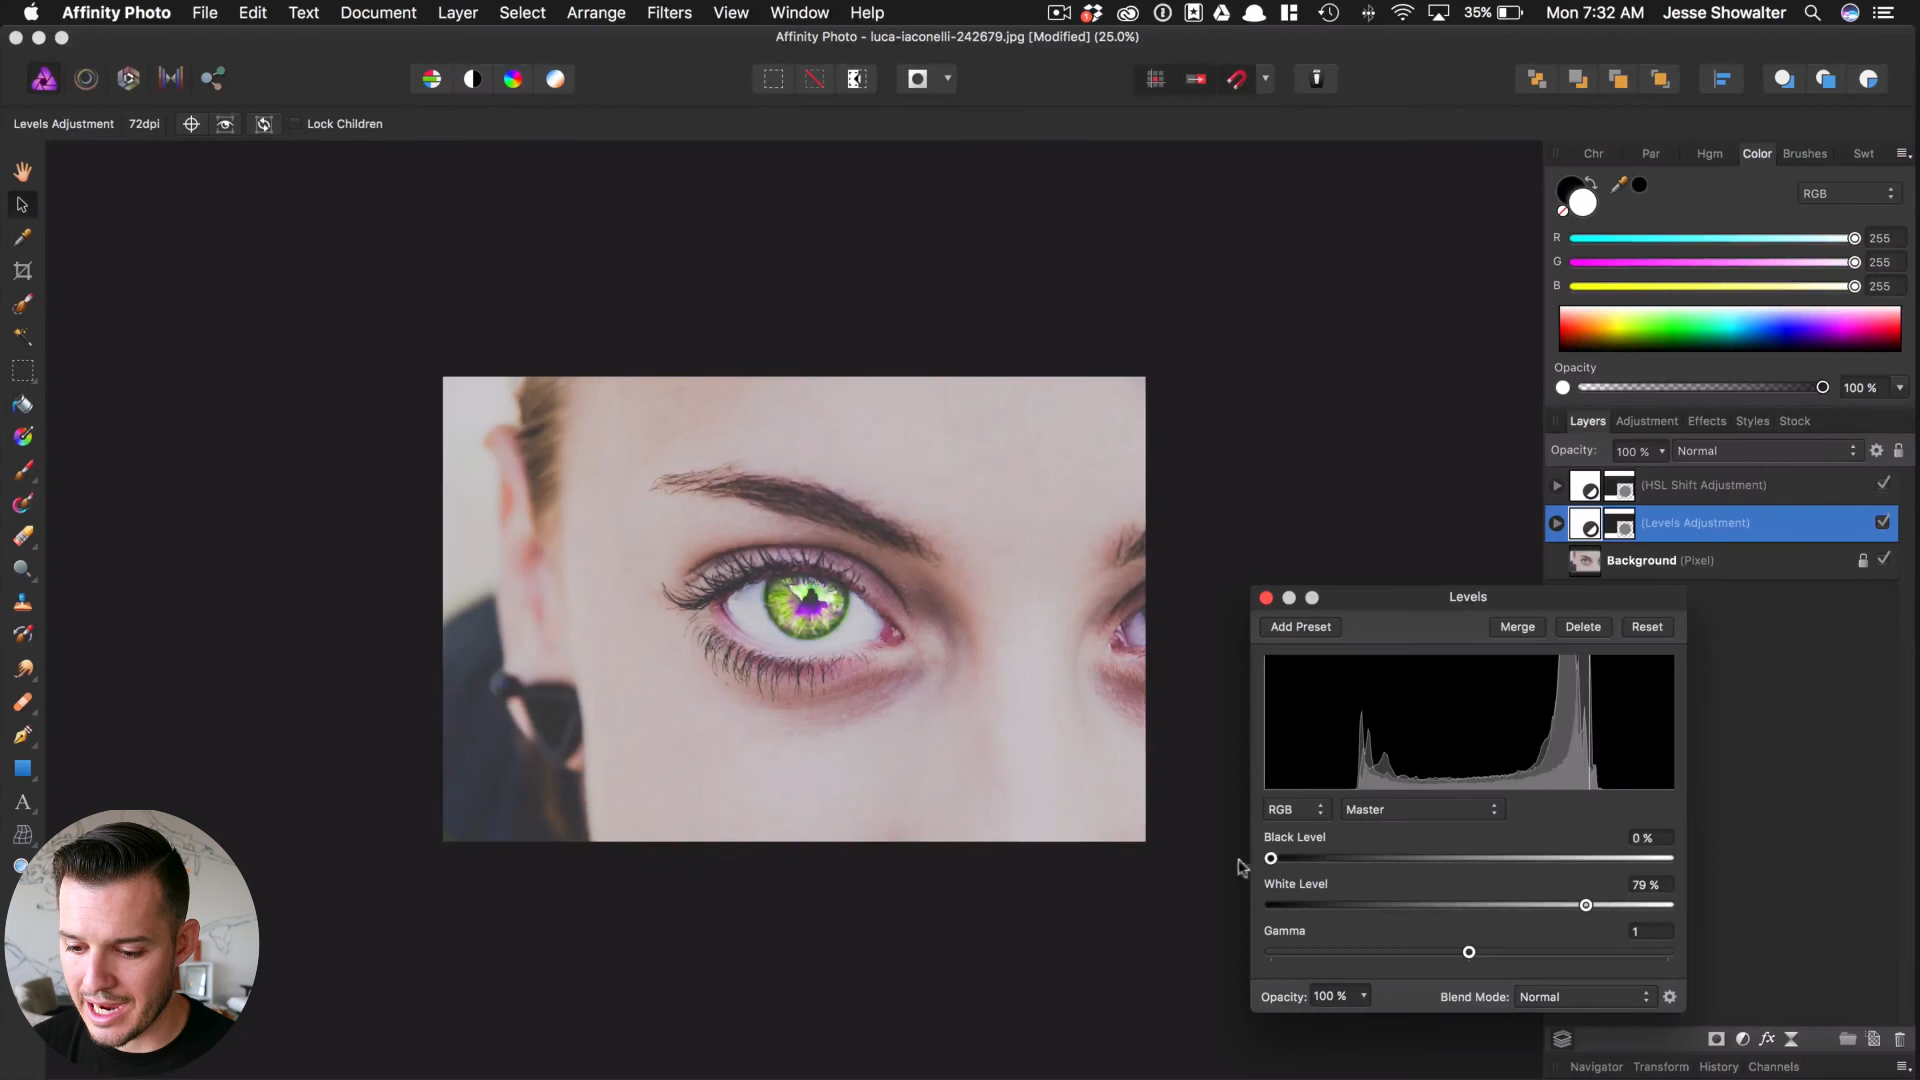 Affinity Photo File Edit Text Document Layer Select Arrange Filters View Window Help 1 35% Mon 7:32 AM Jesse Showalter
Affinity Photo - luca-iaconelli-242679.jpg [Modified] (25.0%)
Levels Adjustment 72dpi Lock Children
Chr Par Hgm Color Brushes Swt
RGB
R 255
G 255
B 255
Opacity
100 %
Layers Adjustment Effects Styles Stock
Opacity: 100 % Normal
(HSL Shift Adjustment)
(Levels Adjustment)
Background (Pixel)
Levels
Add Preset Merge Delete Reset
RGB Master
Black Level 0 %
White Level 79 %
Gamma 1
Opacity: 100 % Blend Mode: Normal
A
fx
Navigator Transform History Channels